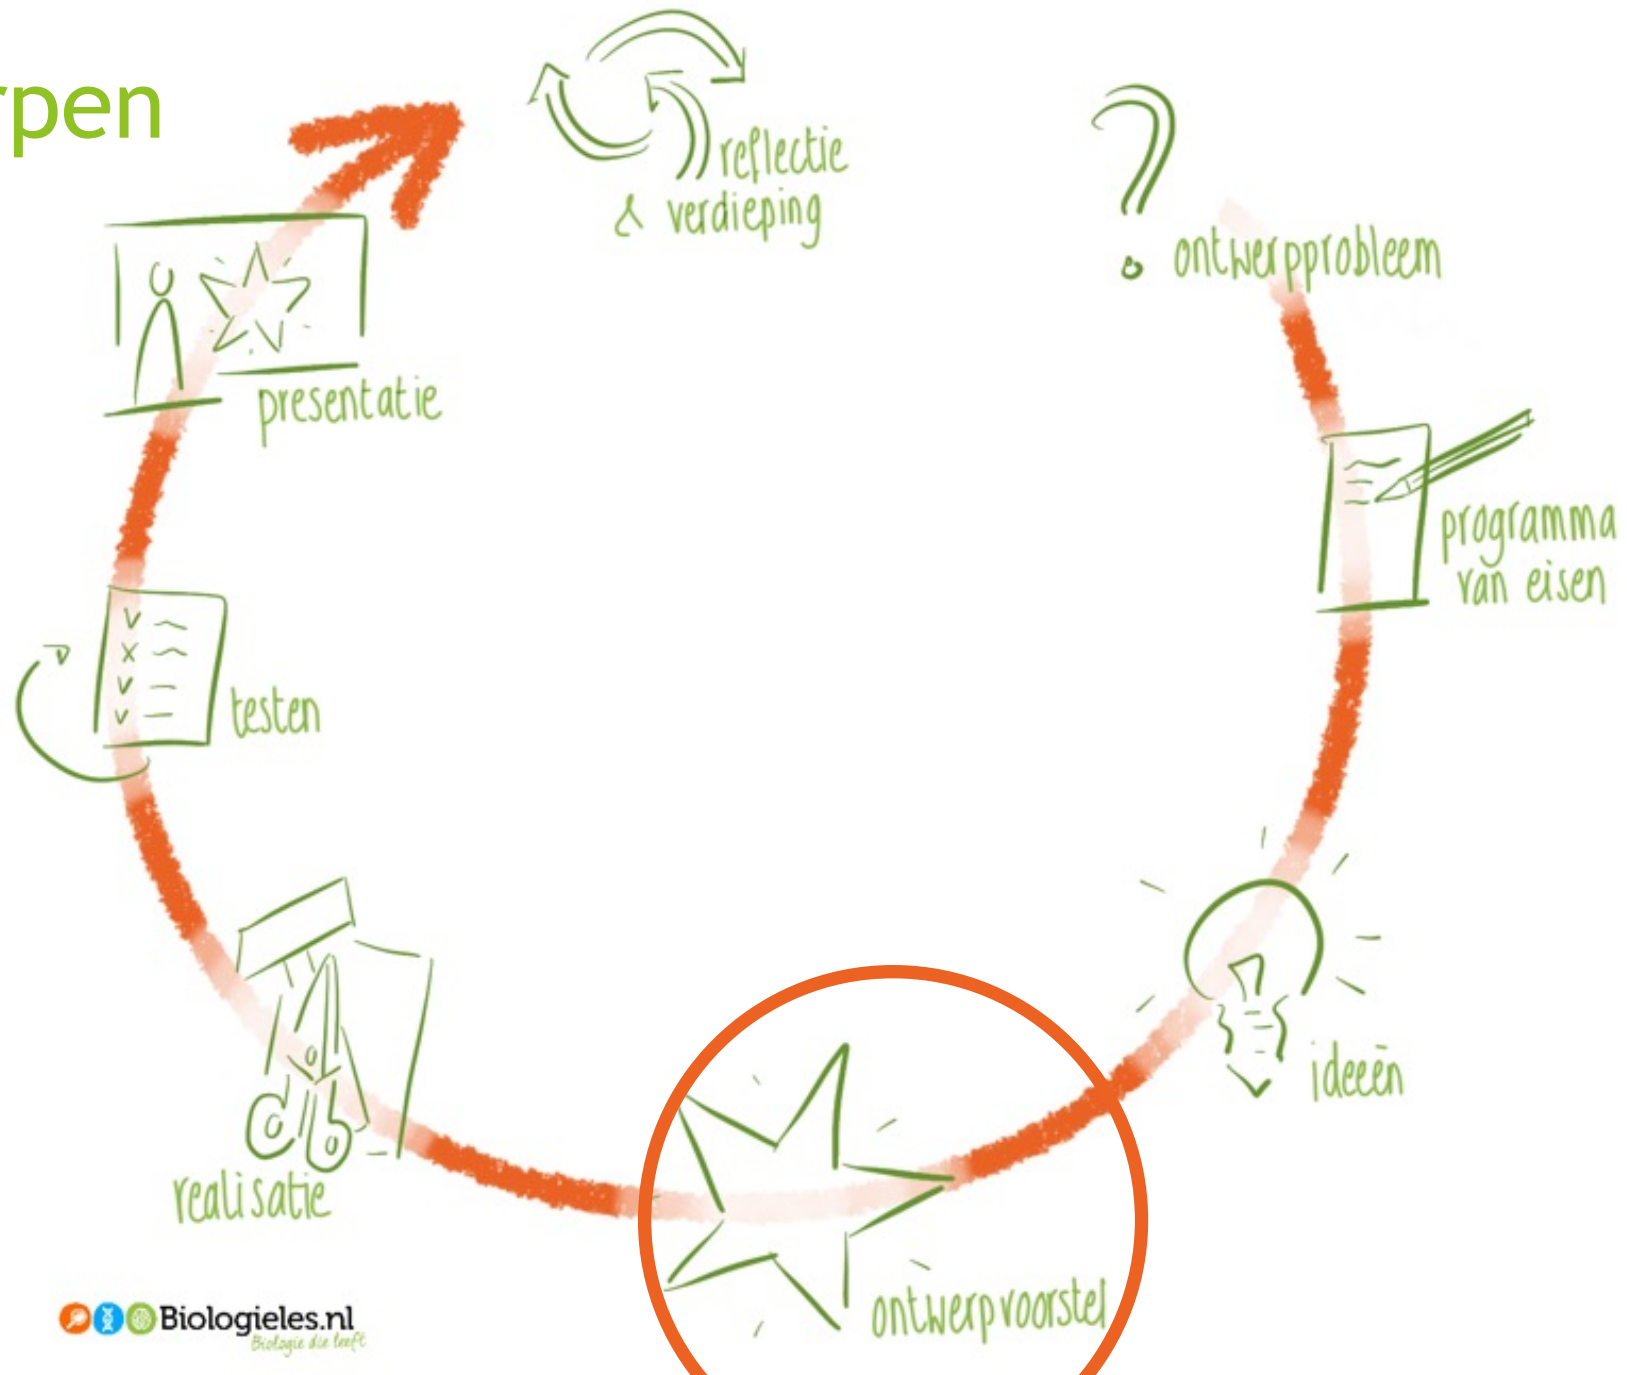 rpen
reflectie
& verdieping
ontwerpprobleem
programma
van eisen
ideeën
ontwerpvoorstel
realisatie
testen
presentatie
Biologieles.nl
Biologie die leeft